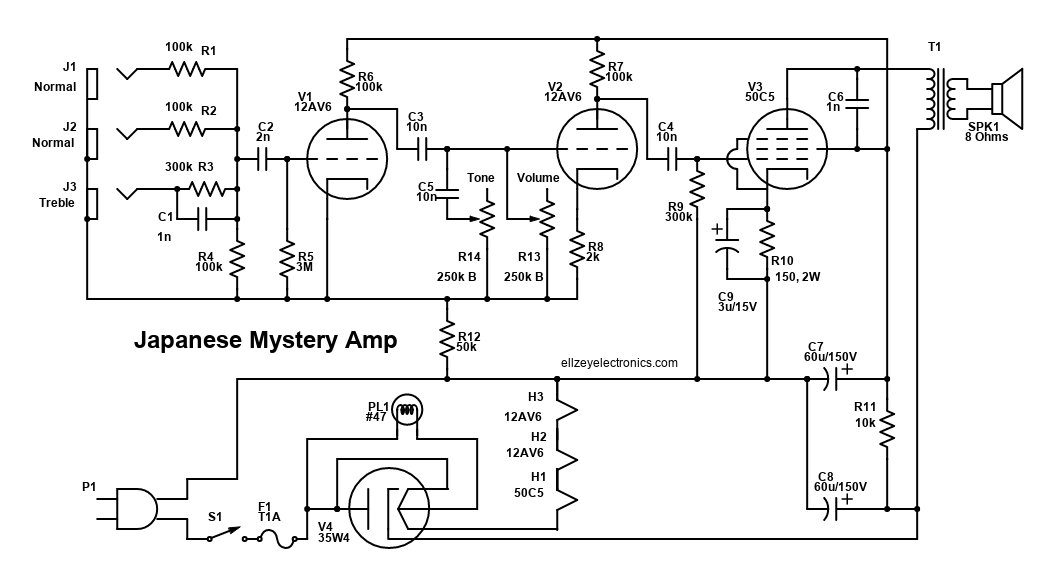 J1
Normal
J2
Normal
J3
Treble
100k R1
100k R2
300k R3
C1
1n
R4
100k
C2
2n
R5
3M
V1
12AV6
R6
100k
C3
10n
C5
10n
Tone
R14
250k B
Volume
R13
250k B
V2
12AV6
R7
100k
R8
2k
C4
10n
R9
300k
V3
50C5
C6
1n
T1
SPK1
8 Ohms
R10
150, 2W
C9
3u/15V
Japanese Mystery Amp
R12
50k
ellzeyelectronics.com
C7
60u/150V
R11
10k
C8
60u/150V
PL1
#47
H3
12AV6
H2
12AV6
H1
50C5
P1
S1
F1
T1A
V4
35W4